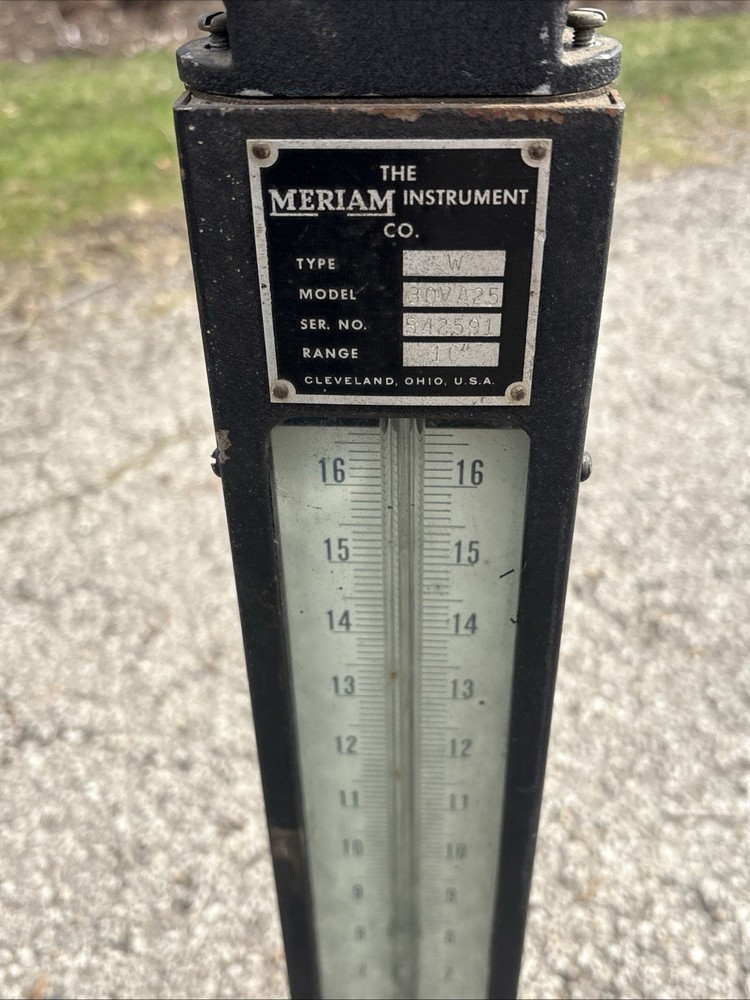 THE
MERIAM INSTRUMENT
CO.
TYPE W
MODEL 30VA25
SER. NO. 842591
RANGE
CLEVELAND, OHIO, U.S.A.
16 16
15 15
14 14
13 13
12 12
11 11
10 10
9 9
8 8